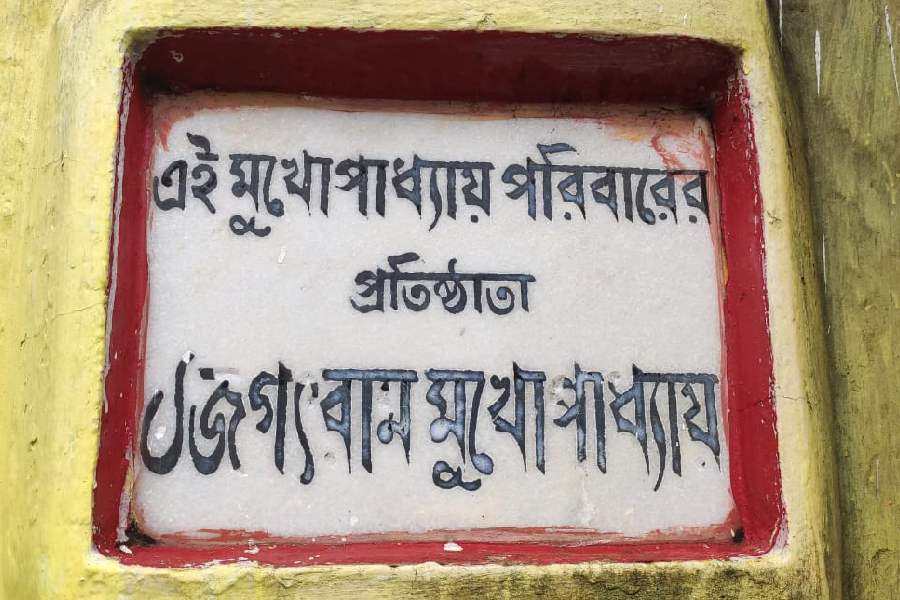 এই মুখোপাধ্যায় পরিবারের
প্রতিষ্ঠাতা
৺জগৎরাম মুখোপাধ্যায়